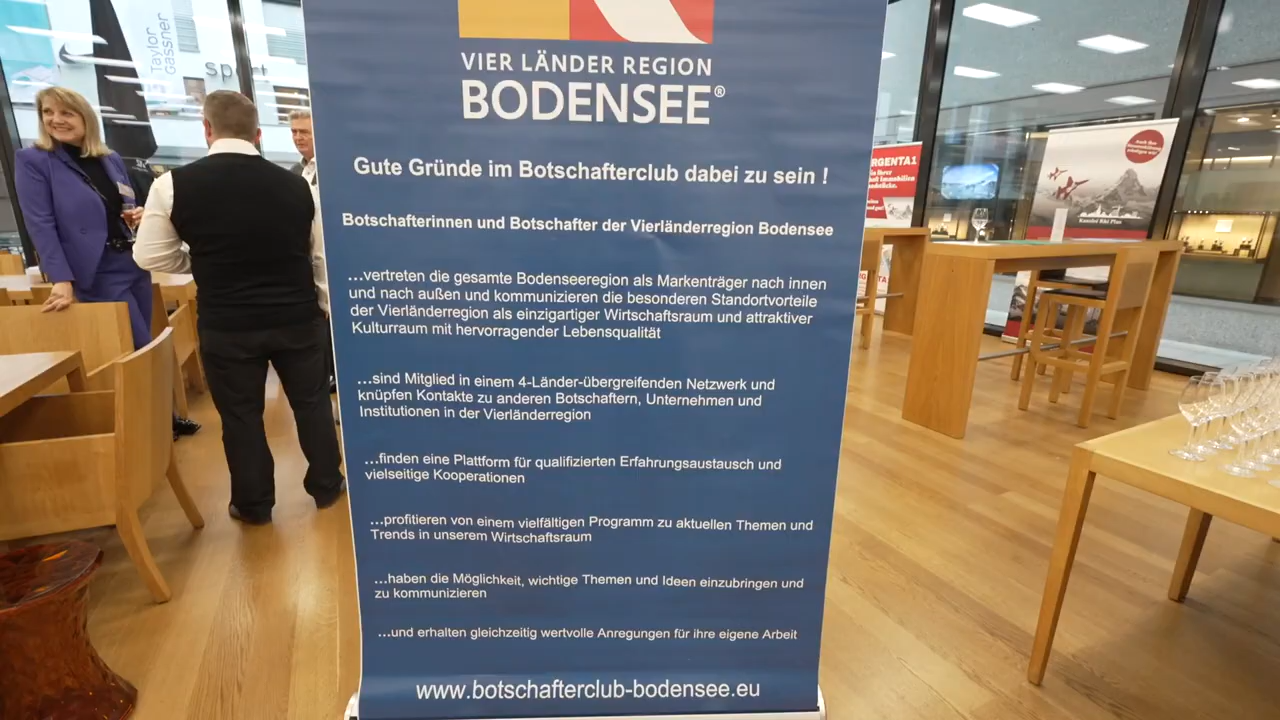 Taylor
Gassner
VIER LÄNDER REGION
BODENSEE®
Gute Gründe im Botschafterclub dabei zu sein !
Botschafterinnen und Botschafter der Vierländerregion Bodensee
...vertreten die gesamte Bodenseeregion als Markenträger nach innen
und nach außen und kommunizieren die besonderen Standortvorteile
der Vierländerregion als einzigartiger Wirtschaftsraum und attraktiver
Kulturraum mit hervorragender Lebensqualität
...sind Mitglied in einem 4-Länder-übergreifenden Netzwerk und
knüpfen Kontakte zu anderen Botschaftern, Unternehmen und
Institutionen in der Vierländerregion
...finden eine Plattform für qualifizierten Erfahrungsaustausch und
vielseitige Kooperationen
...profitieren von einem vielfältigen Programm zu aktuellen Themen und
Trends in unserem Wirtschaftsraum
...haben die Möglichkeit, wichtige Themen und Ideen einzubringen und
zu kommunizieren
...und erhalten gleichzeitig wertvolle Anregungen für ihre eigene Arbeit
www.botschafterclub-bodensee.eu
RGENTA1